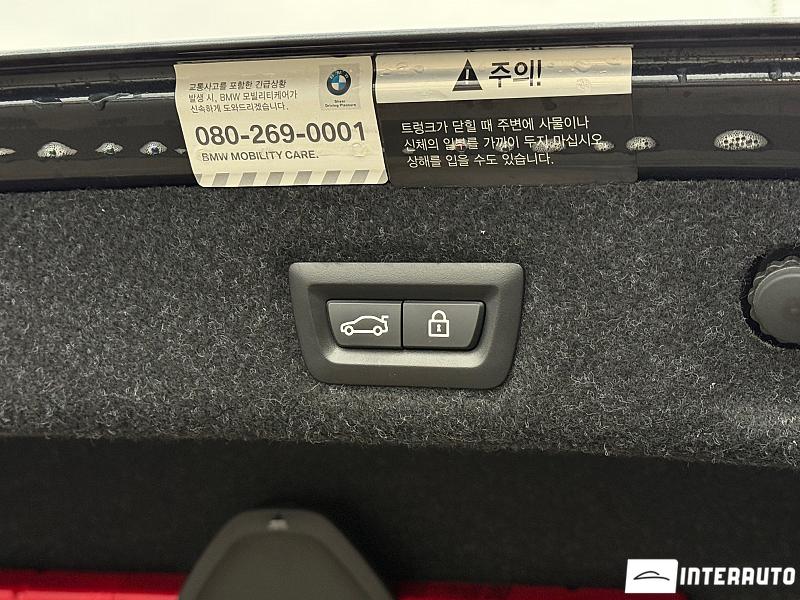 교통사고를 포함한 긴급상황
발생 시, BMW 모빌리티케어가
신속하게 도와드리겠습니다.
BMW
Sheer
Driving Pleasure
080-269-0001
BMW MOBILITY CARE.
주의!
트렁크가 닫힐 때 주변에 사물이나
신체의 일부를 가까이 두지 마십시오.
상해를 입을 수도 있습니다.
INTERAUTO